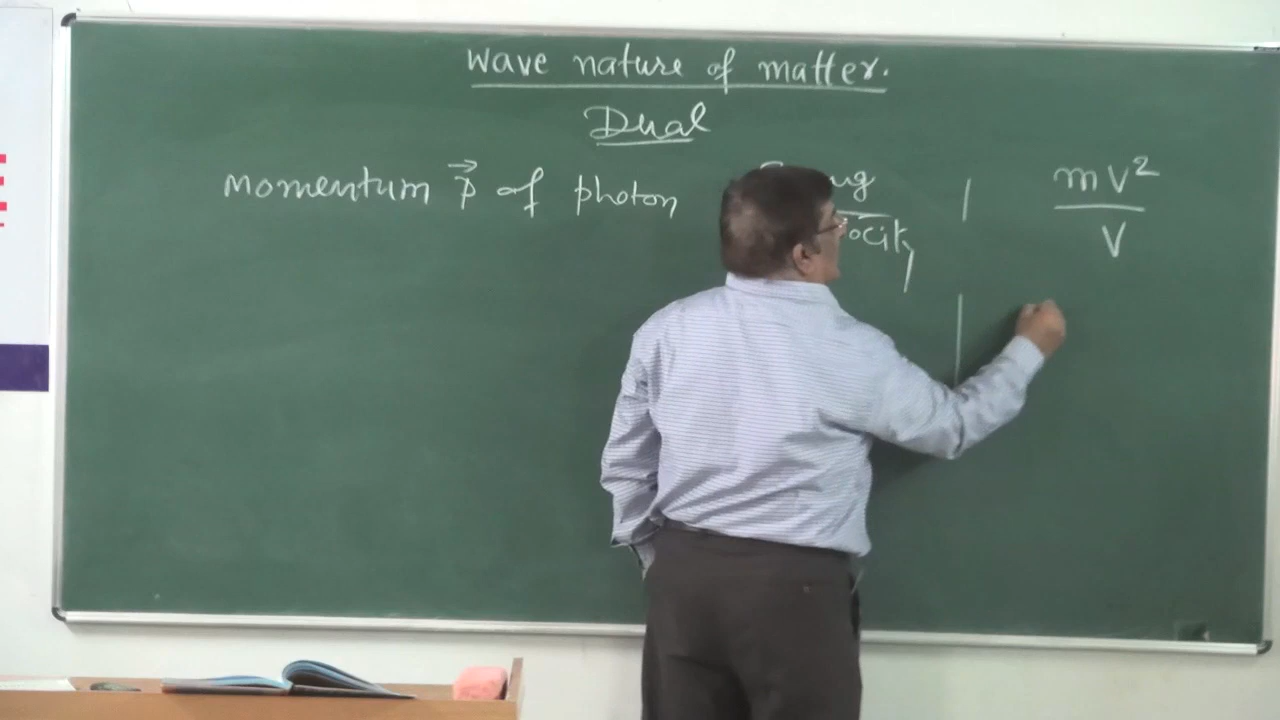 Wave nature of matter.
Dual
Momentum p⃗ of photon
mv²
v